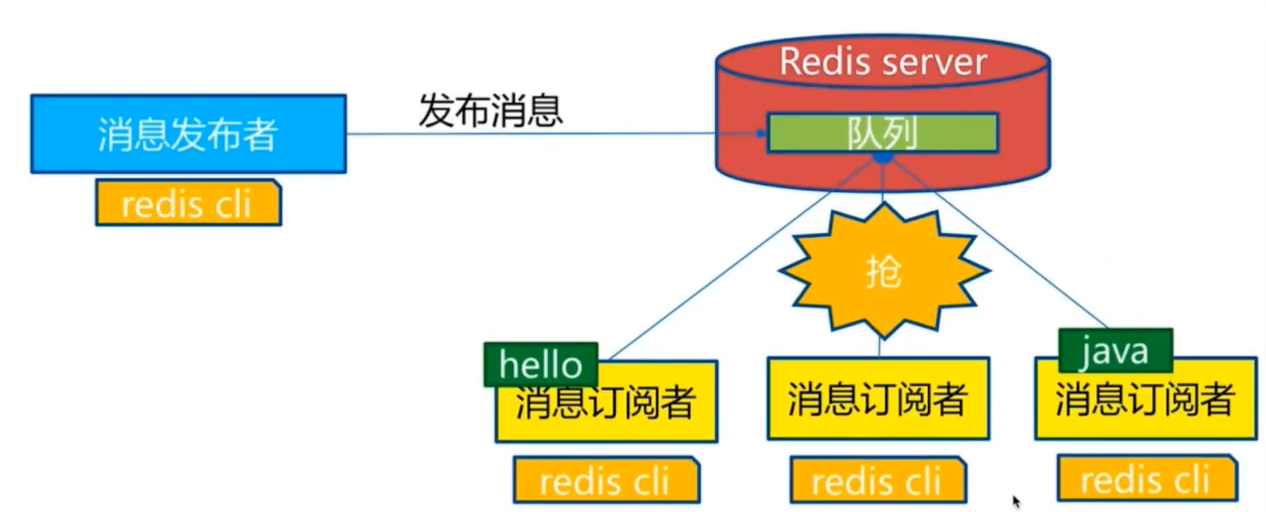 Redis server
发布消息
消息发布者
队列
redis cli
抢
hello
java
消息订阅者
消息订阅者
消息订阅者
redis cli
redis cli
redis cli